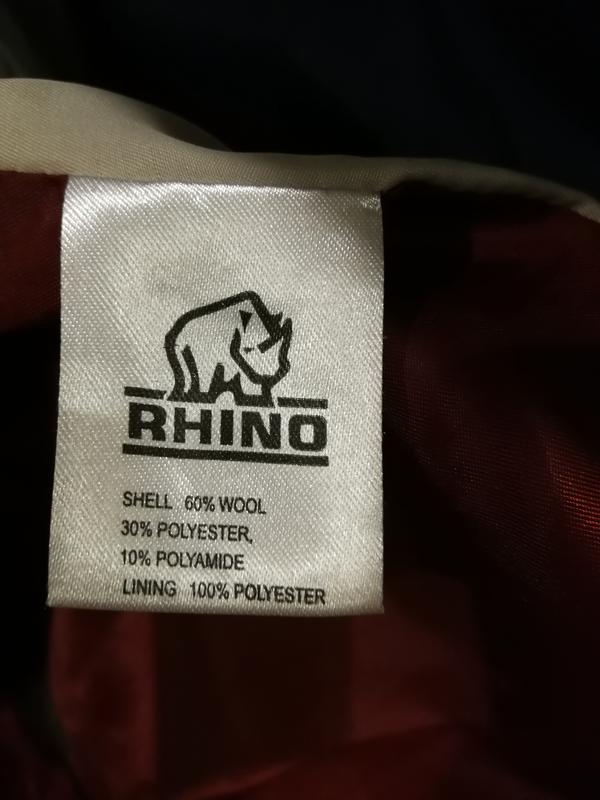 RHINO
SHELL 60% WOOL
30% POLYESTER,
10% POLYAMIDE
LINING 100% POLYESTER